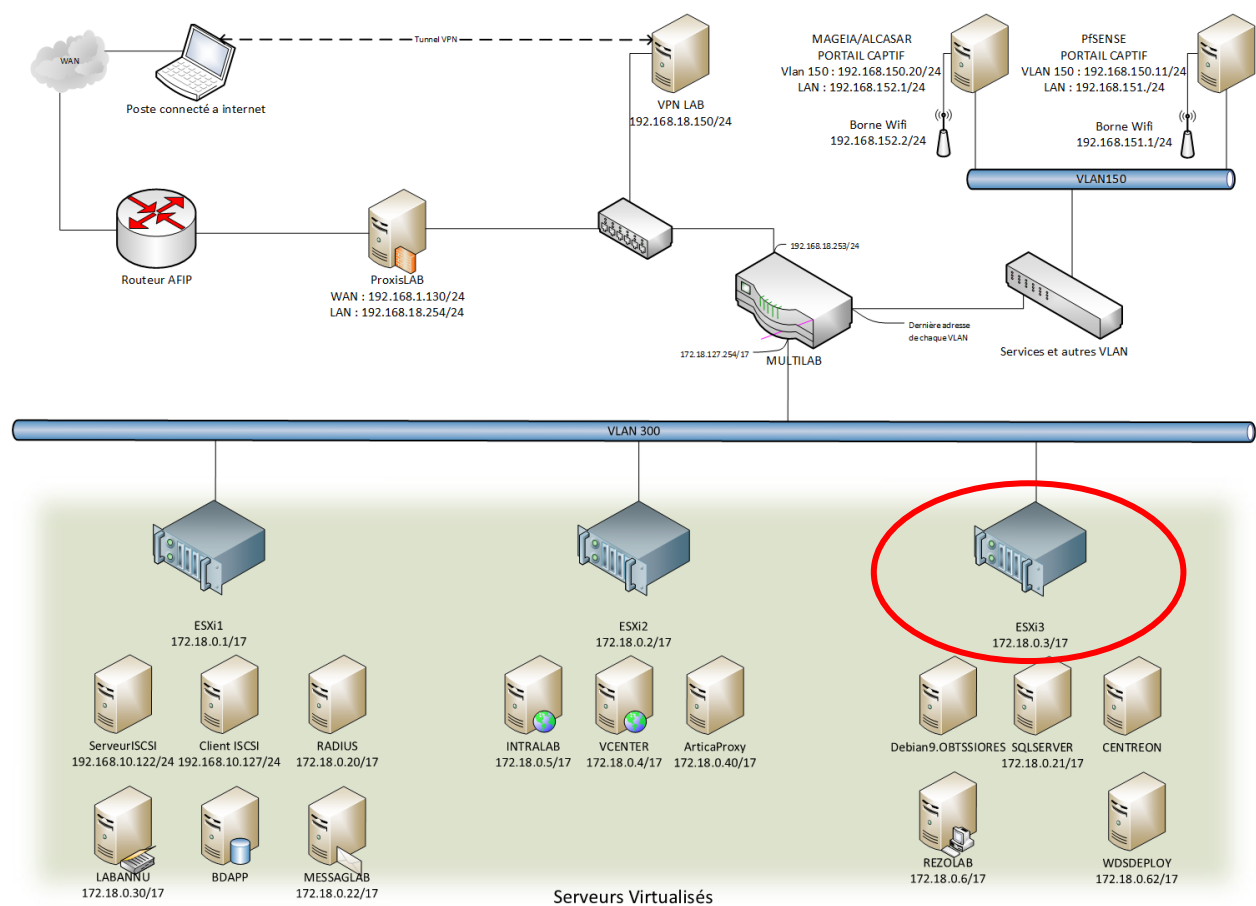 WAN
Tunnel VPN
Poste connecté a internet
VPN LAB
192.168.18.150/24
MAGEIA/ALCASAR
PORTAIL CAPTIF
Vlan 150 : 192.168.150.20/24
LAN : 192.168.152.1/24
Borne Wifi
192.168.152.2/24
PfSENSE
PORTAIL CAPTIF
VLAN 150 : 192.168.150.11/24
LAN : 192.168.151./24
Borne Wifi
192.168.151.1/24
VLAN150
Routeur AFIP
ProxisLAB
WAN : 192.168.1.130/24
LAN : 192.168.18.254/24
192.168.18.253/24
Dernière adresse
de chaque VLAN
172.18.127.254/17
MULTILAB
Services et autres VLAN
VLAN 300
ESXi1
172.18.0.1/17
ESXi2
172.18.0.2/17
ESXi3
172.18.0.3/17
ServeurISCSI
192.168.10.122/24
Client ISCSI
192.168.10.127/24
RADIUS
172.18.0.20/17
INTRALAB
172.18.0.5/17
VCENTER
172.18.0.4/17
ArticaProxy
172.18.0.40/17
Debian9.OBTSSIORES
SQLSERVER
172.18.0.21/17
CENTREON
LABANNU
172.18.0.30/17
BDAPP
MESSAGLAB
172.18.0.22/17
REZOLAB
172.18.0.6/17
WDSDEPLOY
172.18.0.62/17
Serveurs Virtualisés